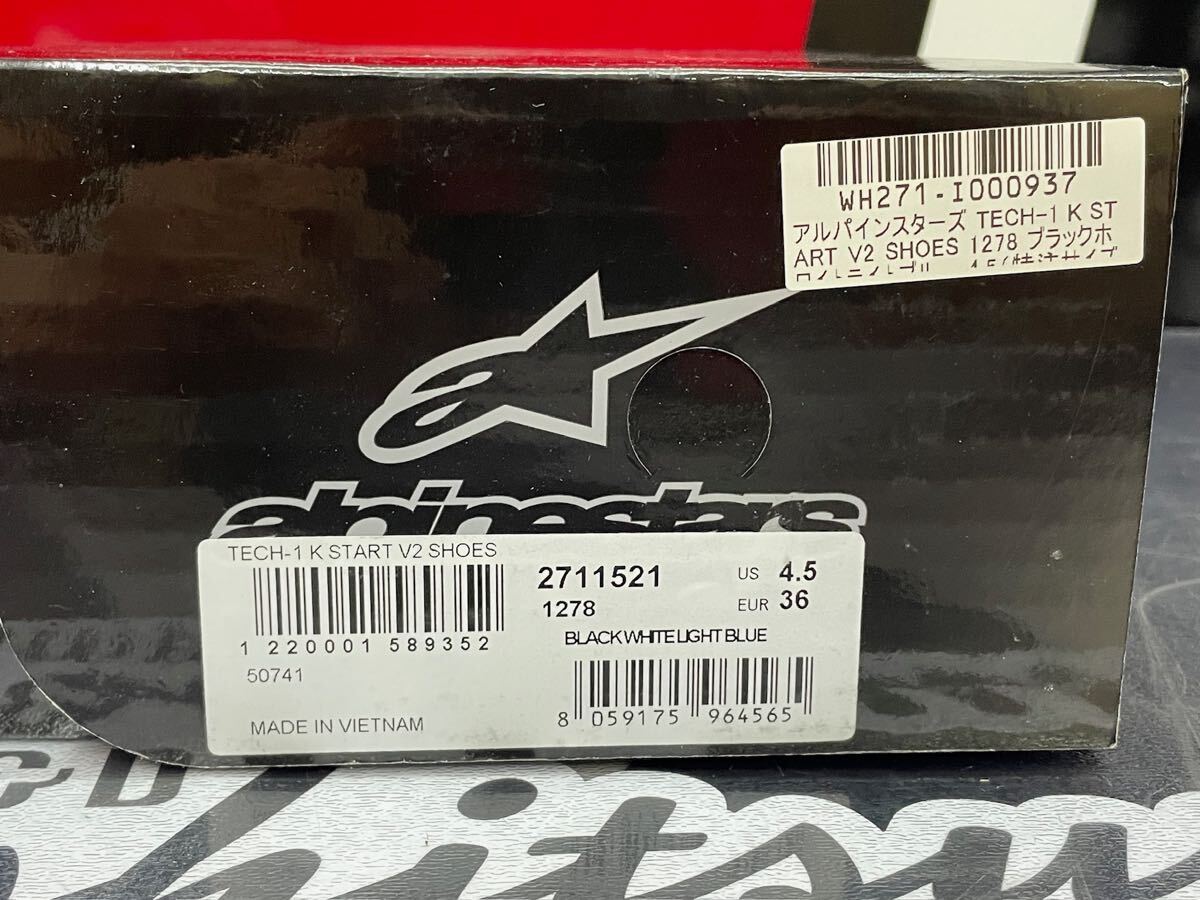 WH271-I000937
アルパインスターズ TECH-1 K ST
ART V2 SHOES 1278 ブラックホ
alpinestars
TECH-1 K START V2 SHOES
2711521
US 4.5
1278
EUR 36
BLACK WHITE LIGHT BLUE
1 220001 589352
50741
8 059175 964565
MADE IN VIETNAM